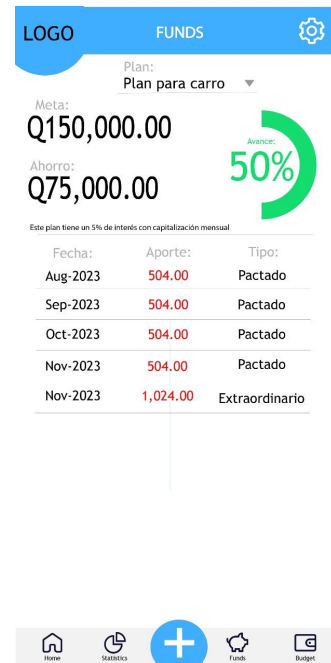 LOGO FUNDS
Plan:
Plan para carro
Meta:
Q150,000.00
Avance:
50%
Ahorro:
Q75,000.00
Este plan tiene un 5% de interés con capitalización mensual
Fecha: Aporte: Tipo:
Aug-2023 504.00 Pactado
Sep-2023 504.00 Pactado
Oct-2023 504.00 Pactado
Nov-2023 504.00 Pactado
Nov-2023 1,024.00 Extraordinario
Home Statistics Funds Budget